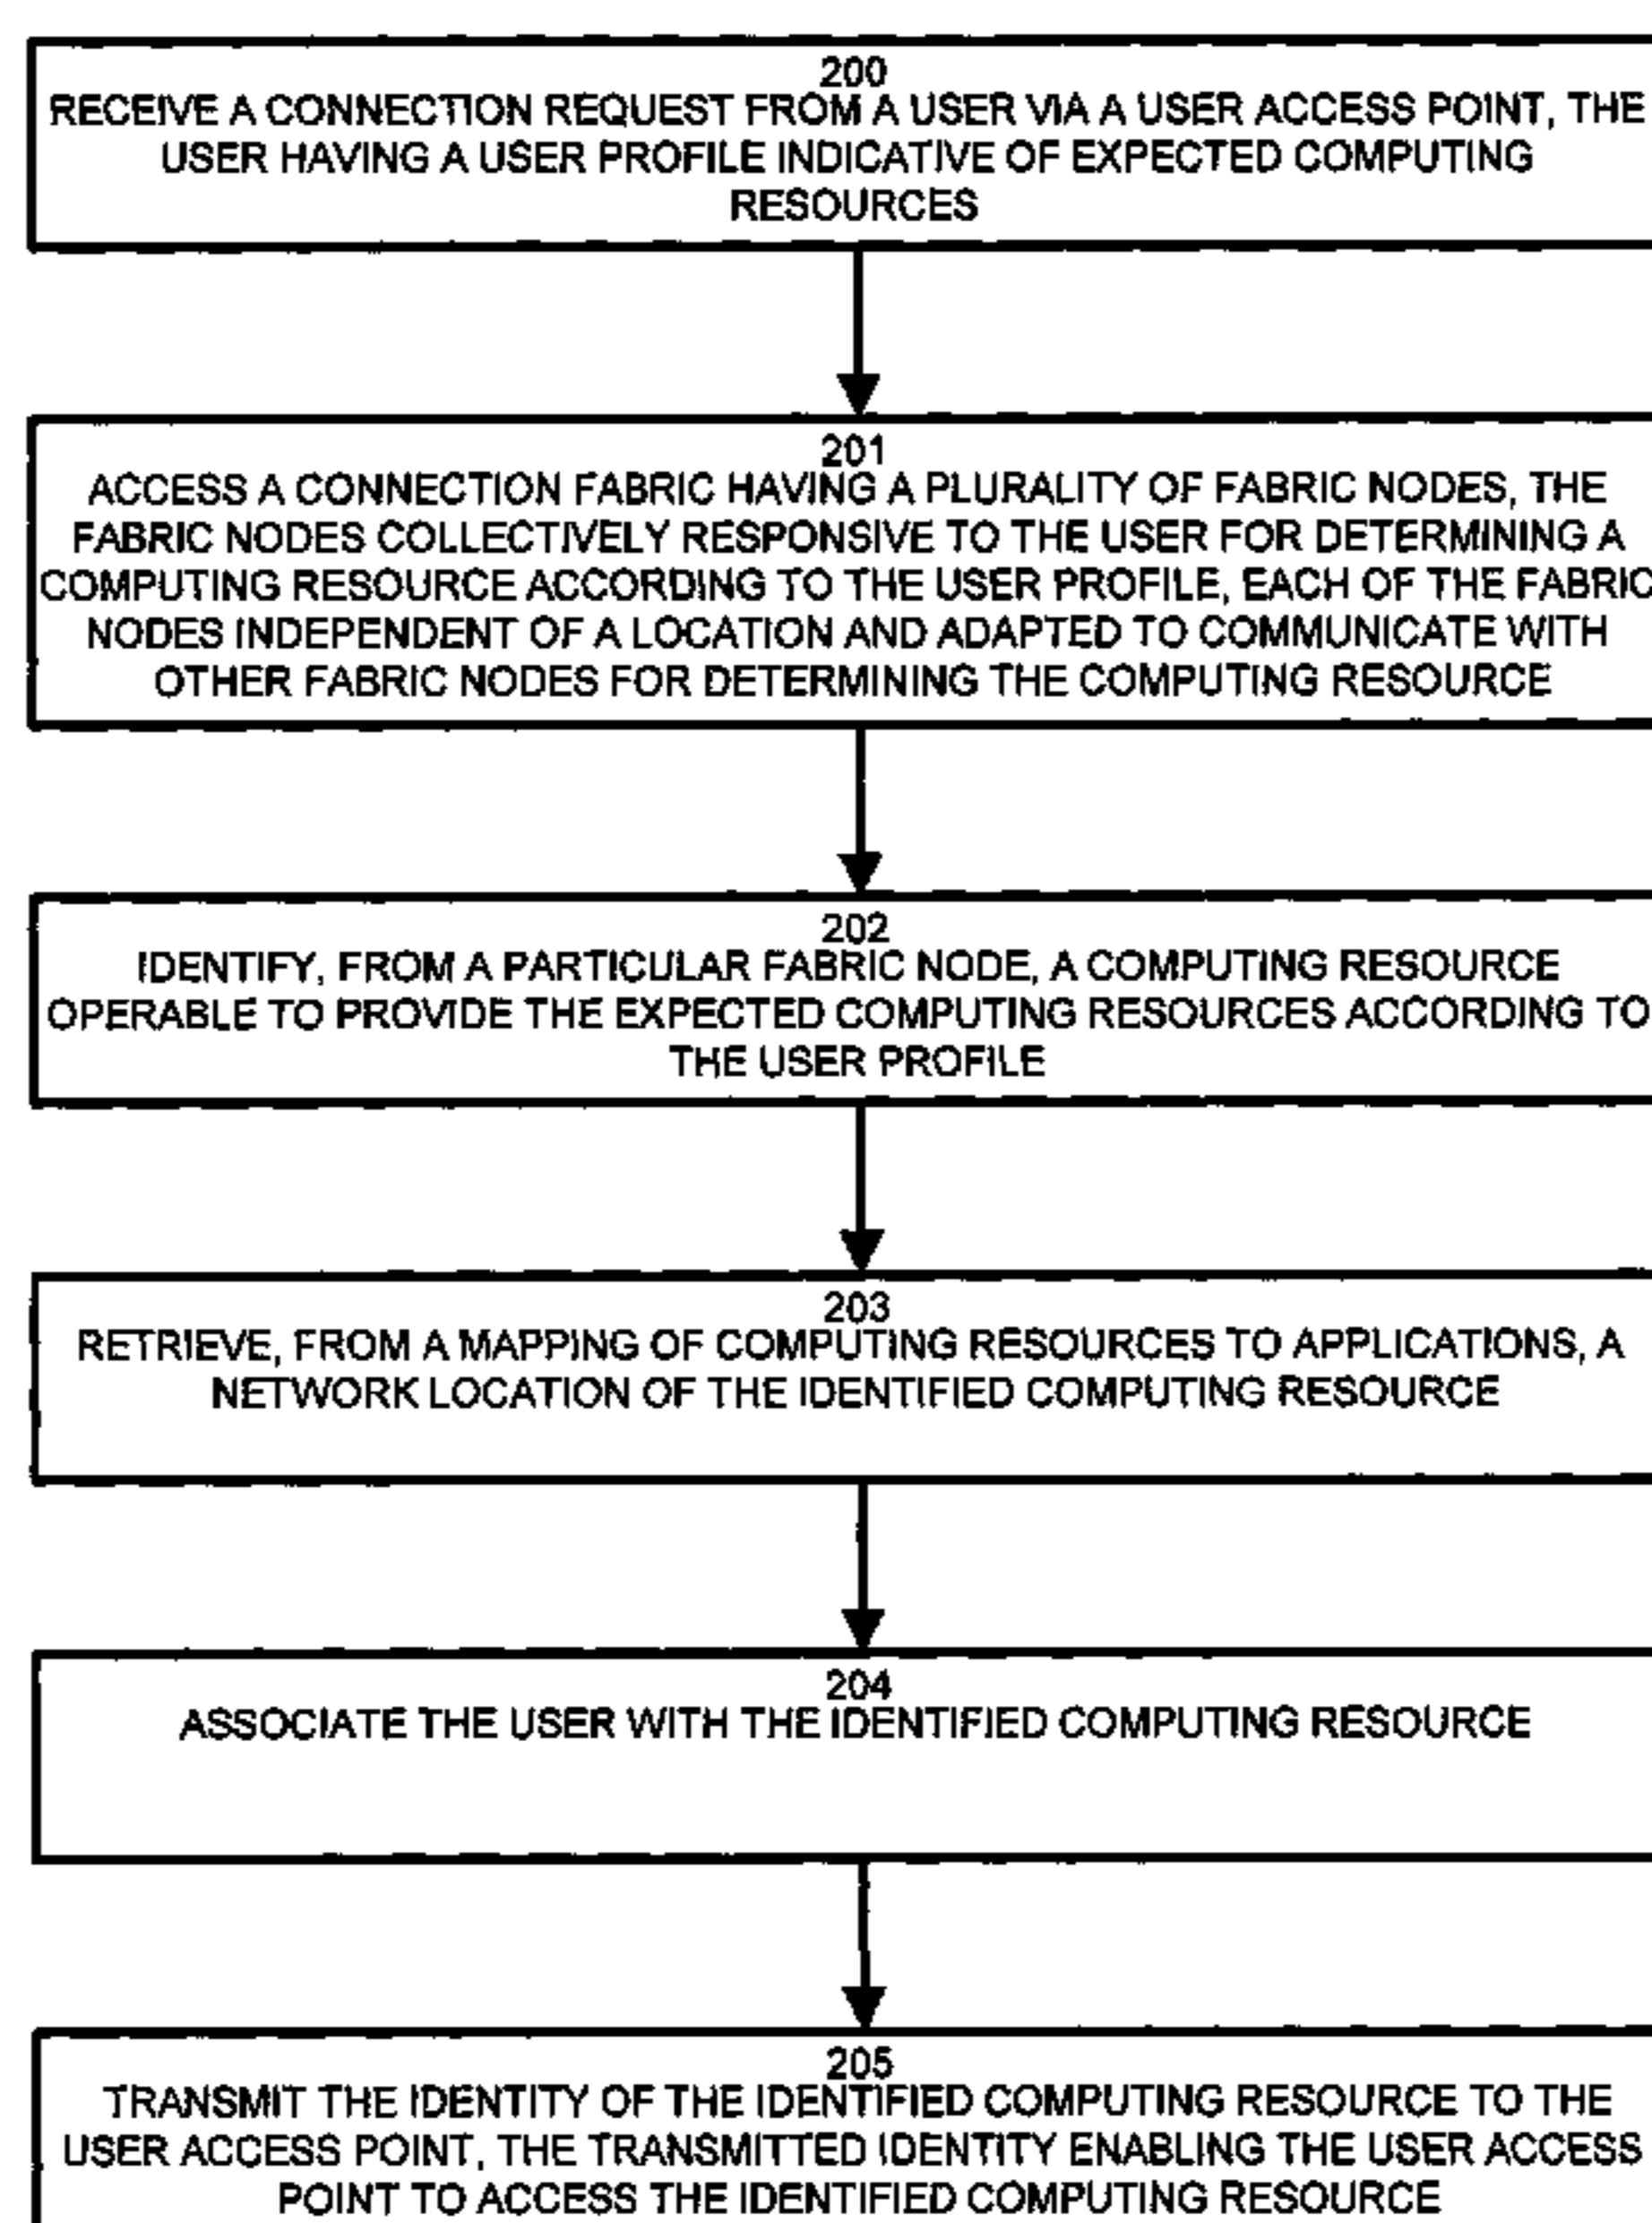 200
RECEIVE A CONNECTION REQUEST FROM A USER VIA A USER ACCESS POINT, THE
USER HAVING A USER PROFILE INDICATIVE OF EXPECTED COMPUTING
RESOURCES
201
ACCESS A CONNECTION FABRIC HAVING A PLURALITY OF FABRIC NODES, THE
FABRIC NODES COLLECTIVELY RESPONSIVE TO THE USER FOR DETERMINING A
COMPUTING RESOURCE ACCORDING TO THE USER PROFILE, EACH OF THE FABRIC
NODES INDEPENDENT OF A LOCATION AND ADAPTED TO COMMUNICATE WITH
OTHER FABRIC NODES FOR DETERMINING THE COMPUTING RESOURCE
202
IDENTIFY, FROM A PARTICULAR FABRIC NODE, A COMPUTING RESOURCE
OPERABLE TO PROVIDE THE EXPECTED COMPUTING RESOURCES ACCORDING TO
THE USER PROFILE
203
RETRIEVE, FROM A MAPPING OF COMPUTING RESOURCES TO APPLICATIONS, A
NETWORK LOCATION OF THE IDENTIFIED COMPUTING RESOURCE
204
ASSOCIATE THE USER WITH THE IDENTIFIED COMPUTING RESOURCE
205
TRANSMIT THE IDENTITY OF THE IDENTIFIED COMPUTING RESOURCE TO THE
USER ACCESS POINT, THE TRANSMITTED IDENTITY ENABLING THE USER ACCESS
POINT TO ACCESS THE IDENTIFIED COMPUTING RESOURCE